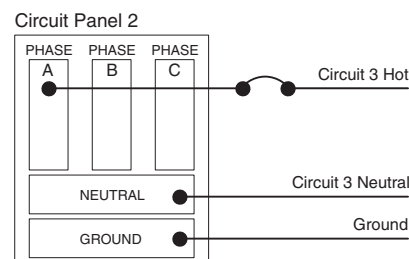 Circuit Panel 2
PHASE PHASE PHASE
A B C
Circuit 3 Hot
NEUTRAL
Circuit 3 Neutral
GROUND
Ground